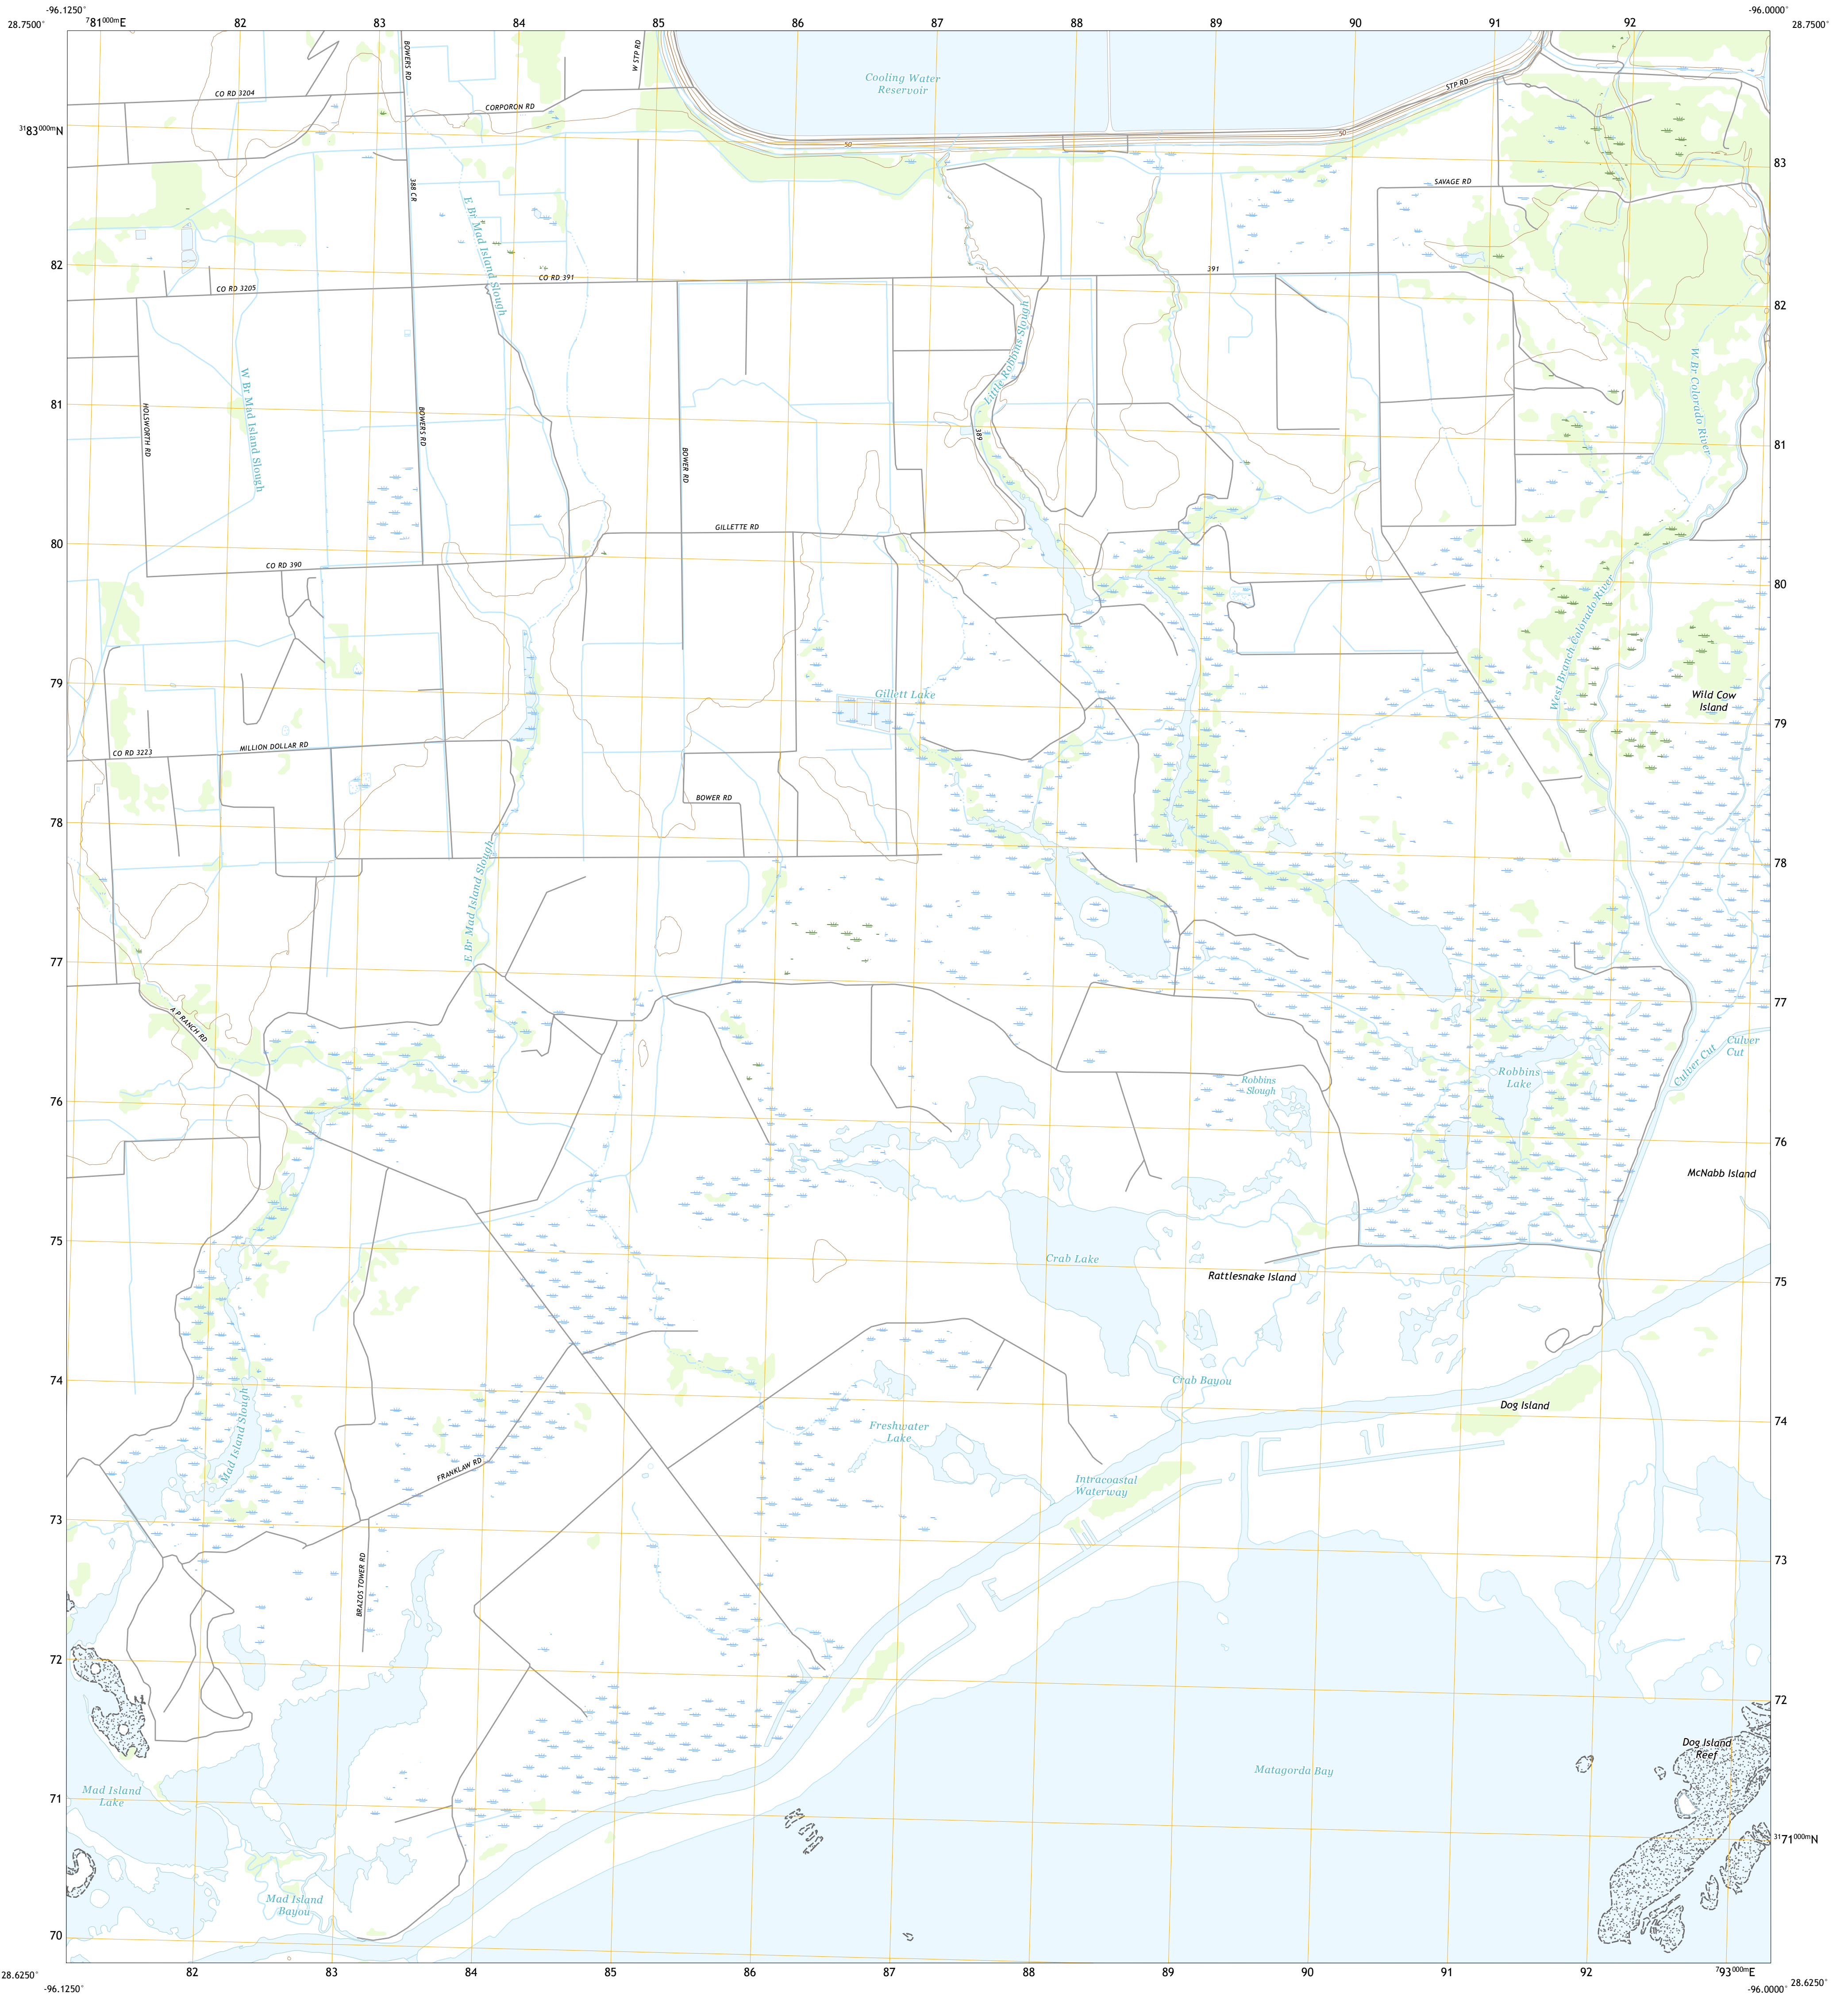 -96.1250° -96.0000°
28.7500° 781000mE 82 83 84 85 86 87 88 89 90 91 92 28.7500°
BOWERS RD
W STP RD
Cooling Water
Reservoir
STP RD
CO RD 3204
CORPORON RD
3183000mN
50
50
83
388 C R
SAVAGE RD
E Br Mad Island Slough
82
CO RD 3205
CO RD 391
391
82
Little Robbins Slough
W Br Mad Island Slough
W Br Colorado River
81
HOLSWORTH RD
BOWERS RD
389
81
BOWER RD
GILLETTE RD
80
CO RD 390
80
West Branch Colorado River
79
Gillett Lake
Wild Cow
Island
79
CO RD 3223
MILLION DOLLAR RD
BOWER RD
78
78
E Br Mad Island Slough
77
77
A P RANCH RD
Culver Cut
Culver
Cut
Robbins
Slough
Robbins
Lake
76
76
McNabb Island
75
Crab Lake
Rattlesnake Island
75
74
Crab Bayou
Dog Island
74
Mad Island Slough
Freshwater
Lake
FRANKLAW RD
Intracoastal
Waterway
73
73
BRAZOS TOWER RD
72
72
Dog Island
Reef
Matagorda Bay
71
Mad Island
Lake
3171000mN
Mad Island
Bayou
70
28.6250° 82 83 84 85 86 87 88 89 90 91 92 793000mE 28.6250°
-96.1250° -96.0000°